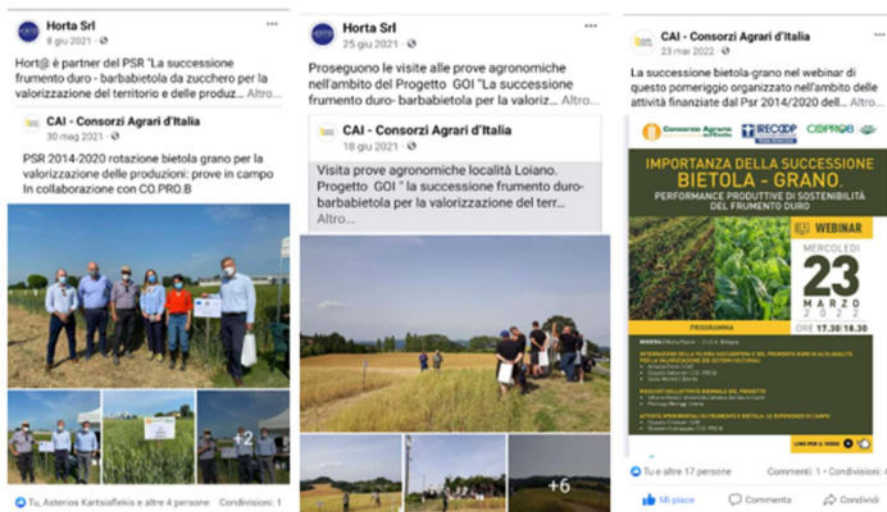 Horta Srl
8 giu 2021
Hort@ è partner del PSR "La successione
frumento duro - barbabietola da zucchero per la
valorizzazione del territorio e delle produz... Altro...
CAI - Consorzi Agrari d'Italia
30 mag 2021
PSR 2014-2020 rotazione bietola grano per la
valorizzazione delle produzioni: prove in campo
In collaborazione con CO.PRO.B
+2
Tu, Asterios Kartsiaflekis e altre 4 persone Condivisioni: 1
Horta Srl
25 giu 2021
Proseguono le visite alle prove agronomiche
nell'ambito del Progetto GOI "La successione
frumento duro- barbabietola per la valoriz... Altro...
CAI - Consorzi Agrari d'Italia
18 giu 2021
Visita prove agronomiche località Loiano.
Progetto GOI " la successione frumento duro-
barbabietola per la valorizzazione del terr...
Altro...
+6
CAI - Consorzi Agrari d'Italia
23 mar 2022
La successione bietola-grano nel webinar di
questo pomeriggio organizzato nell'ambito delle
attività finanziate dal Psr 2014/2020 dell... Altro...
Consorzio Agrario IRECOOP COPROB
IMPORTANZA DELLA SUCCESSIONE
BIETOLA - GRANO.
PERFORMANCE PRODUTTIVE DI SOSTENIBILITÀ
DEL FRUMENTO DURO
WEBINAR
MERCOLEDÌ
23
MARZO
2022
ORE 17.30/18.30
PROGRAMMA
LINK PER IL VIDEO
Tu e altre 17 persone Commenti: 1 • Condivisioni:
Mi piace Commenta Condividi